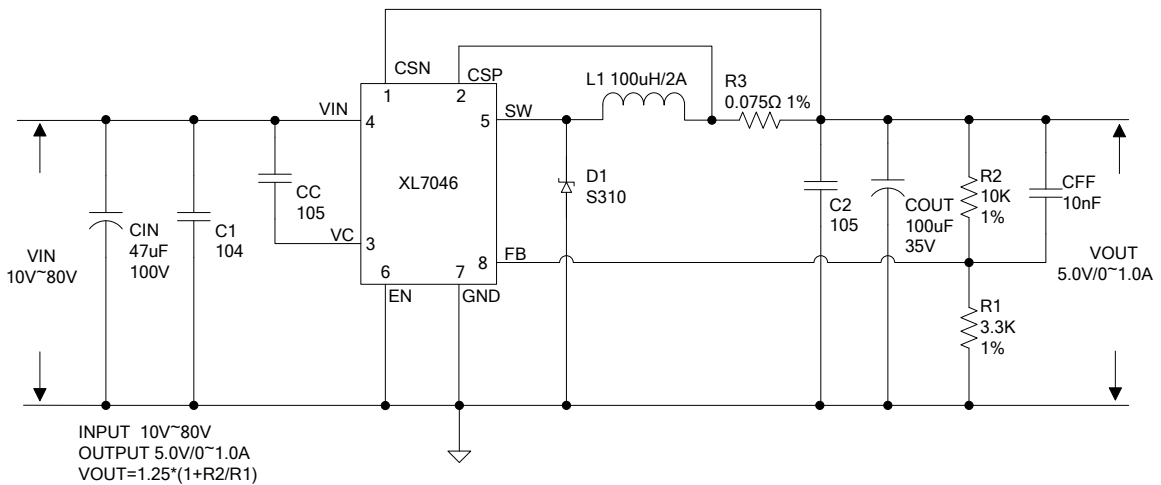 CSN
CSP
1
2
L1 100uH/2A
R3
0.075Ω 1%
VIN
4
5
SW
XL7046
CC
105
D1
S310
C2
105
COUT
100uF
35V
R2
10K
1%
CFF
10nF
CIN
47uF
100V
C1
104
VC
3
8
FB
VIN
10V~80V
VOUT
5.0V/0~1.0A
6
7
EN
GND
R1
3.3K
1%
INPUT 10V~80V
OUTPUT 5.0V/0~1.0A
VOUT=1.25*(1+R2/R1)